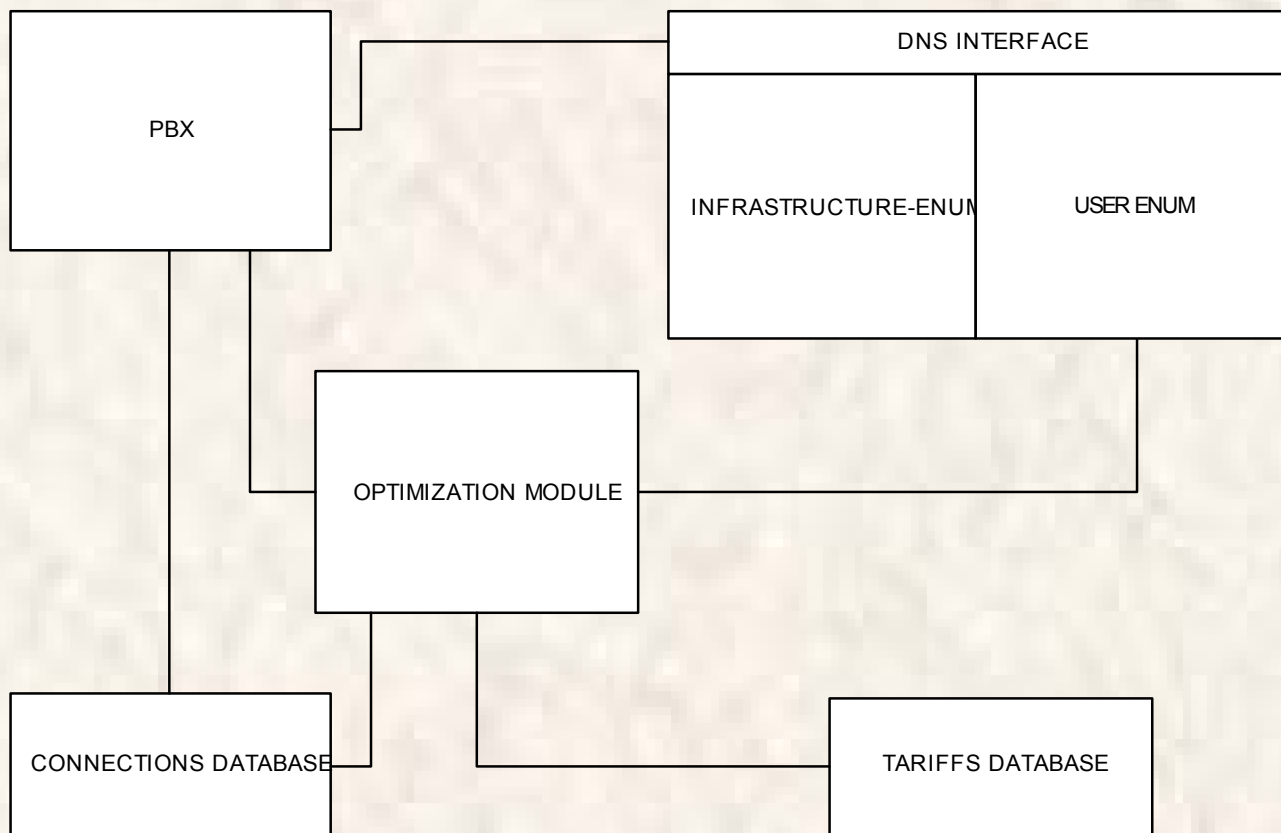 DNS INTERFACE
PBX
INFRASTRUCTURE-ENUM
USER ENUM
OPTIMIZATION MODULE
CONNECTIONS DATABASE
TARIFFS DATABASE